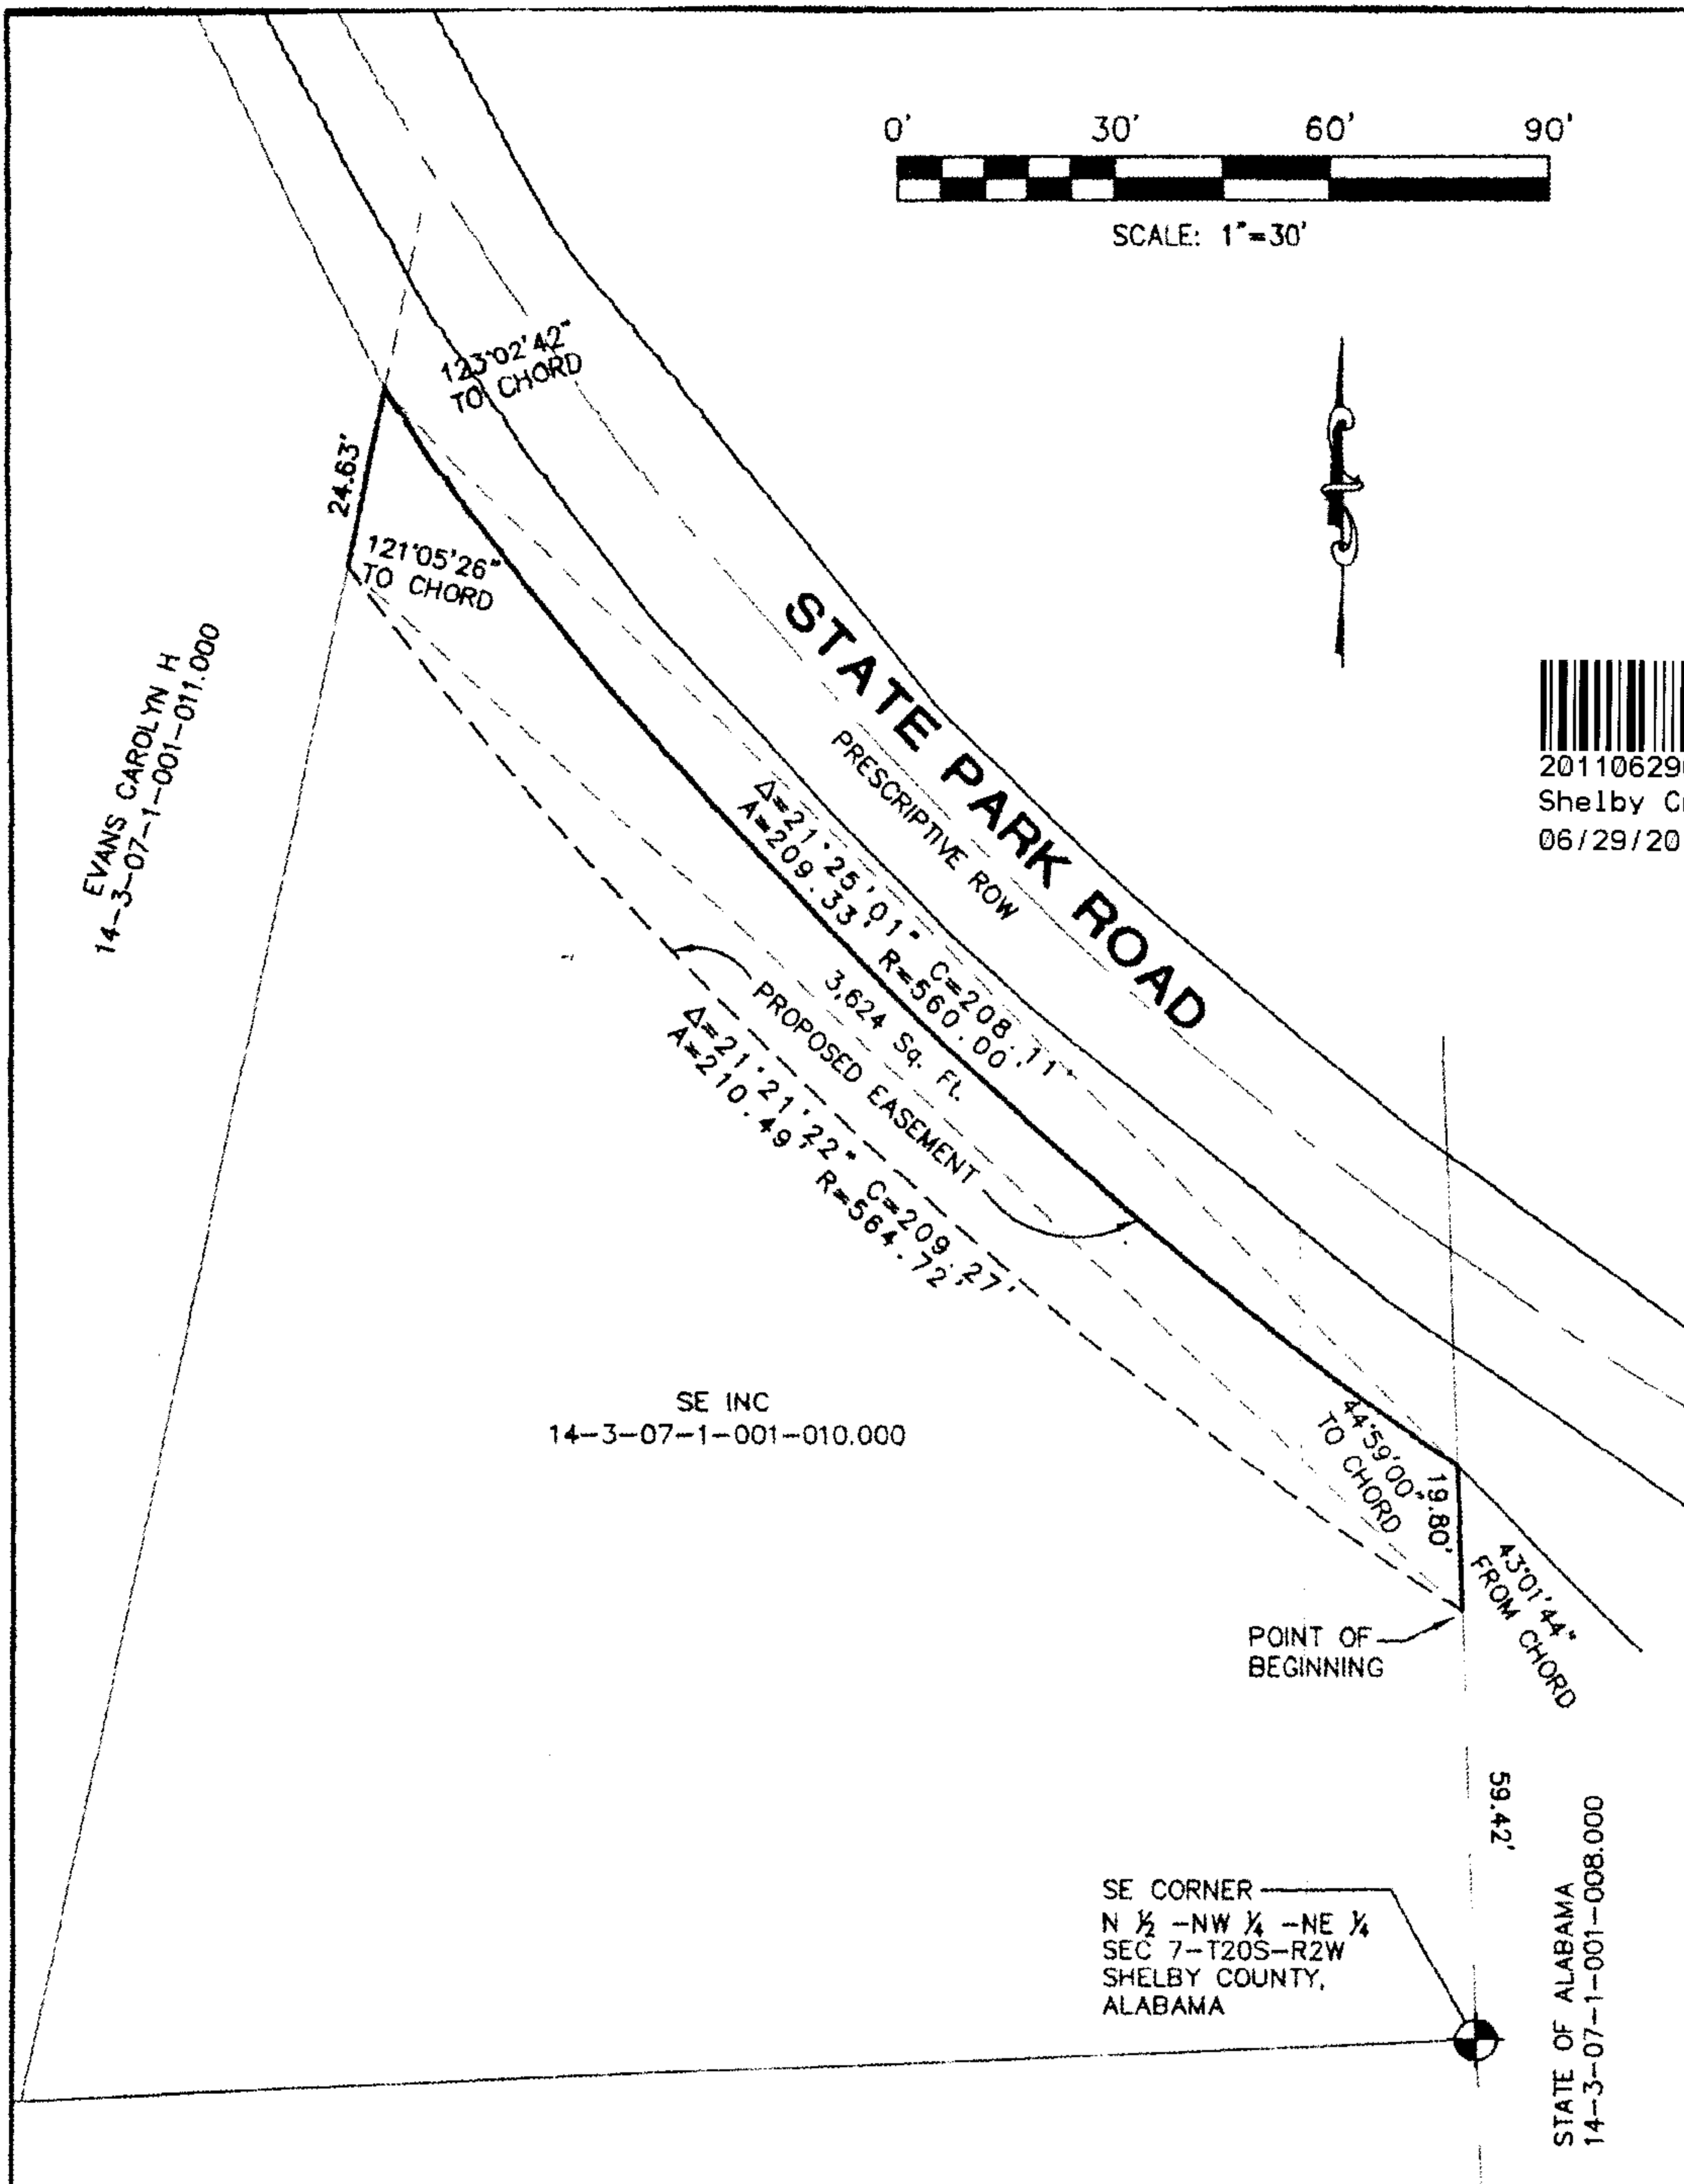 0' 30' 60' 90'
SCALE: 1"=30'
123°02'42"
TO CHORD
24.63'
121°05'26"
TO CHORD
EVANS CAROLYN H
14-3-07-1-001-011.000
STATE PARK ROAD
PRESCRIPTIVE ROW
Shelby
06/29/20
Δ=21°25'01" C=208.11'
A=209.33' R=560.00'
3,624 Sq. Ft.
PROPOSED EASEMENT
Δ=21°21'22" C=209.27'
A=210.49' R=564.72'
SE INC
14-3-07-1-001-010.000
44°59'00"
TO CHORD
19.80'
43°01'44"
FROM CHORD
POINT OF
BEGINNING
59.42'
SE CORNER
N ½ -NW ¼ -NE ¼
SEC 7-T20S-R2W
SHELBY COUNTY,
ALABAMA
STATE OF ALABAMA
14-3-07-1-001-008.000